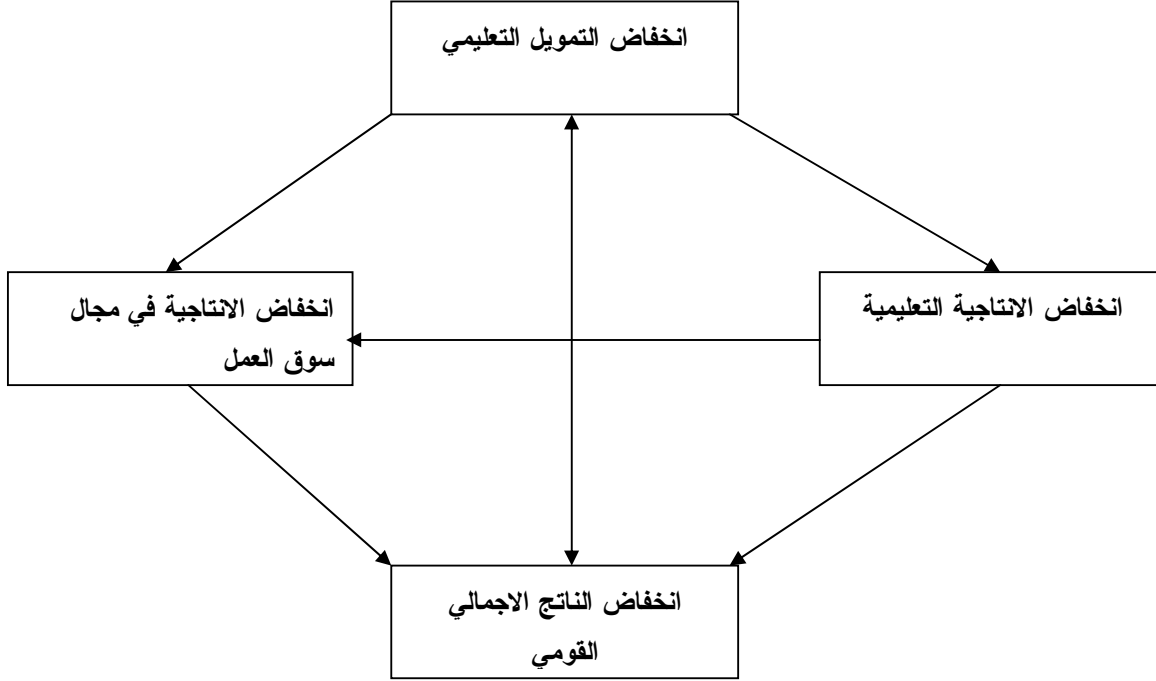 انخفاض التمويل التعليمي
انخفاض الانتاجية التعليمية
انخفاض الانتاجية في مجال
سوق العمل
انخفاض الناتج الاجمالي
القومي